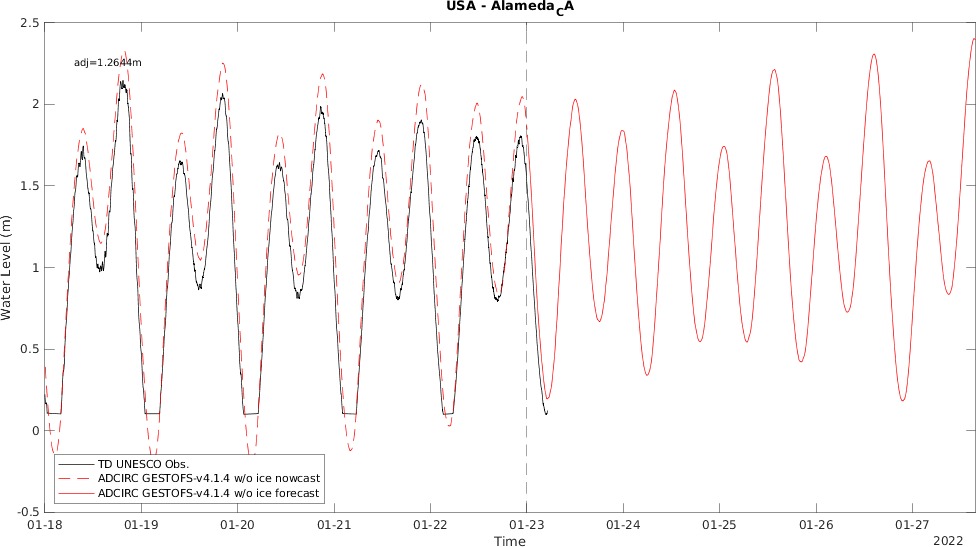 USA - Alameda_CA
adj=1.2644m
2.5
2
1.5
1
0.5
0
-0.5
Water Level (m)
TD UNESCO Obs.
ADCIRC GESTOFS-v4.1.4 w/o ice nowcast
ADCIRC GESTOFS-v4.1.4 w/o ice forecast
01-18 01-19 01-20 01-21 01-22 01-23 01-24 01-25 01-26 01-27
Time
2022